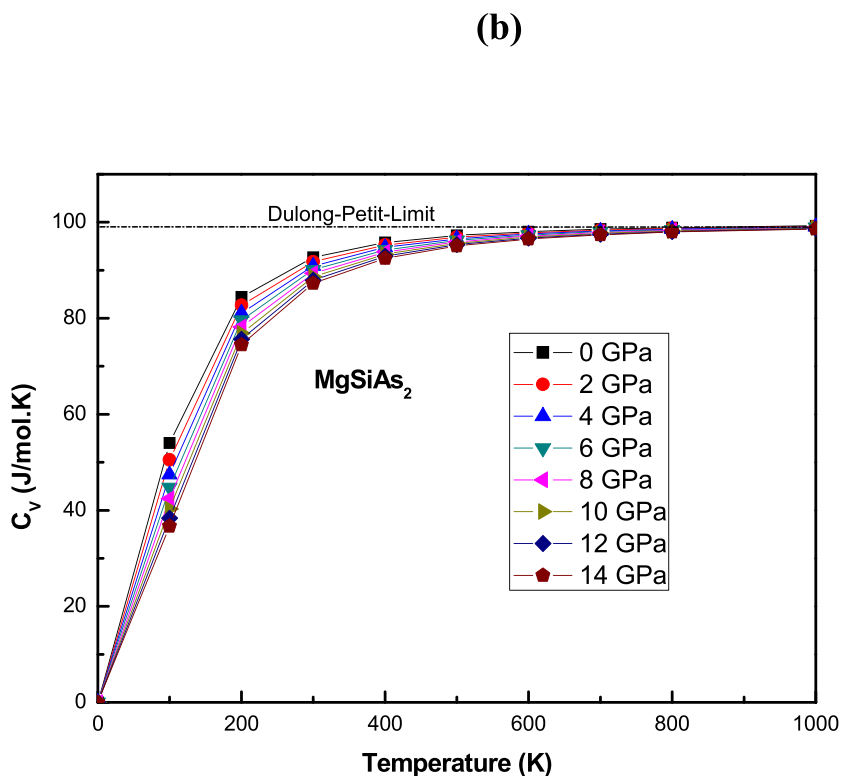 (b)
Dulong-Petit-Limit
MgSiAs₂
0 GPa
2 GPa
4 GPa
6 GPa
8 GPa
10 GPa
12 GPa
14 GPa
C_V (J/mol.K)
100
80
60
40
20
0
0
200
400
600
800
1000
Temperature (K)